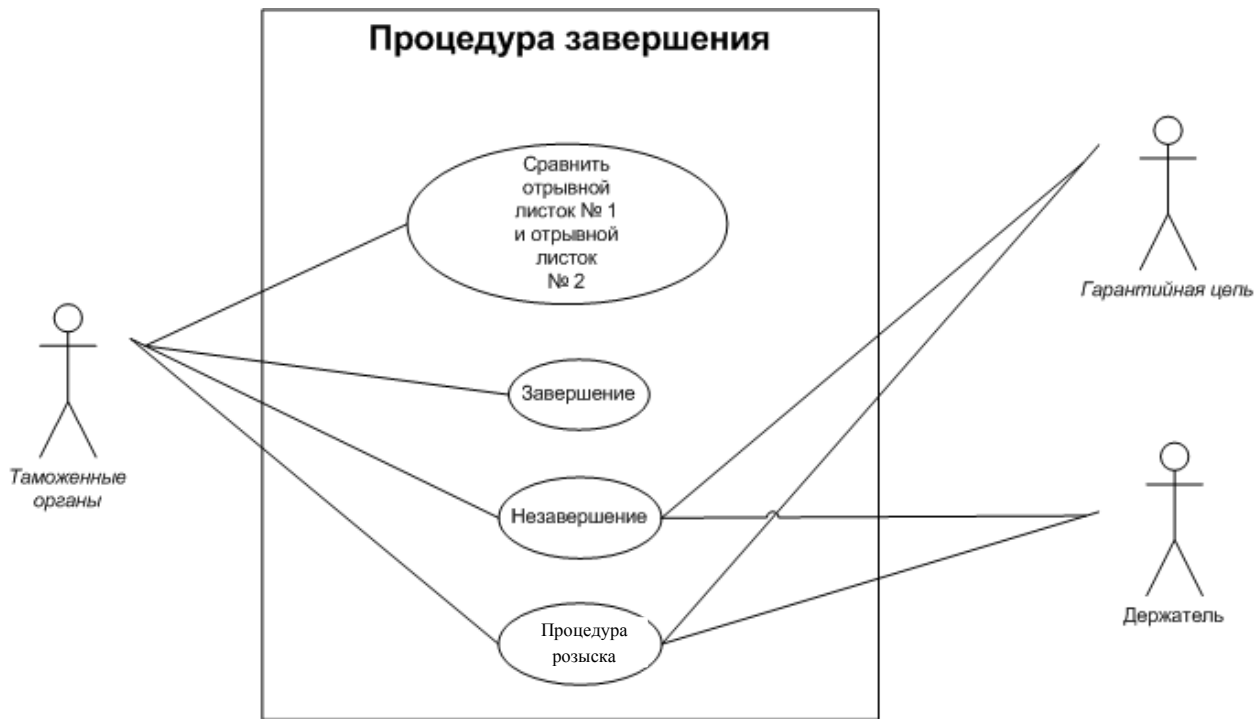 Процедура завершения
Сравнить
отрывной
листок № 1
и отрывной
листок
№ 2
Гарантийная цепь
Завершение
Таможенные
органы
Незавершение
Держатель
Процедура
розыска